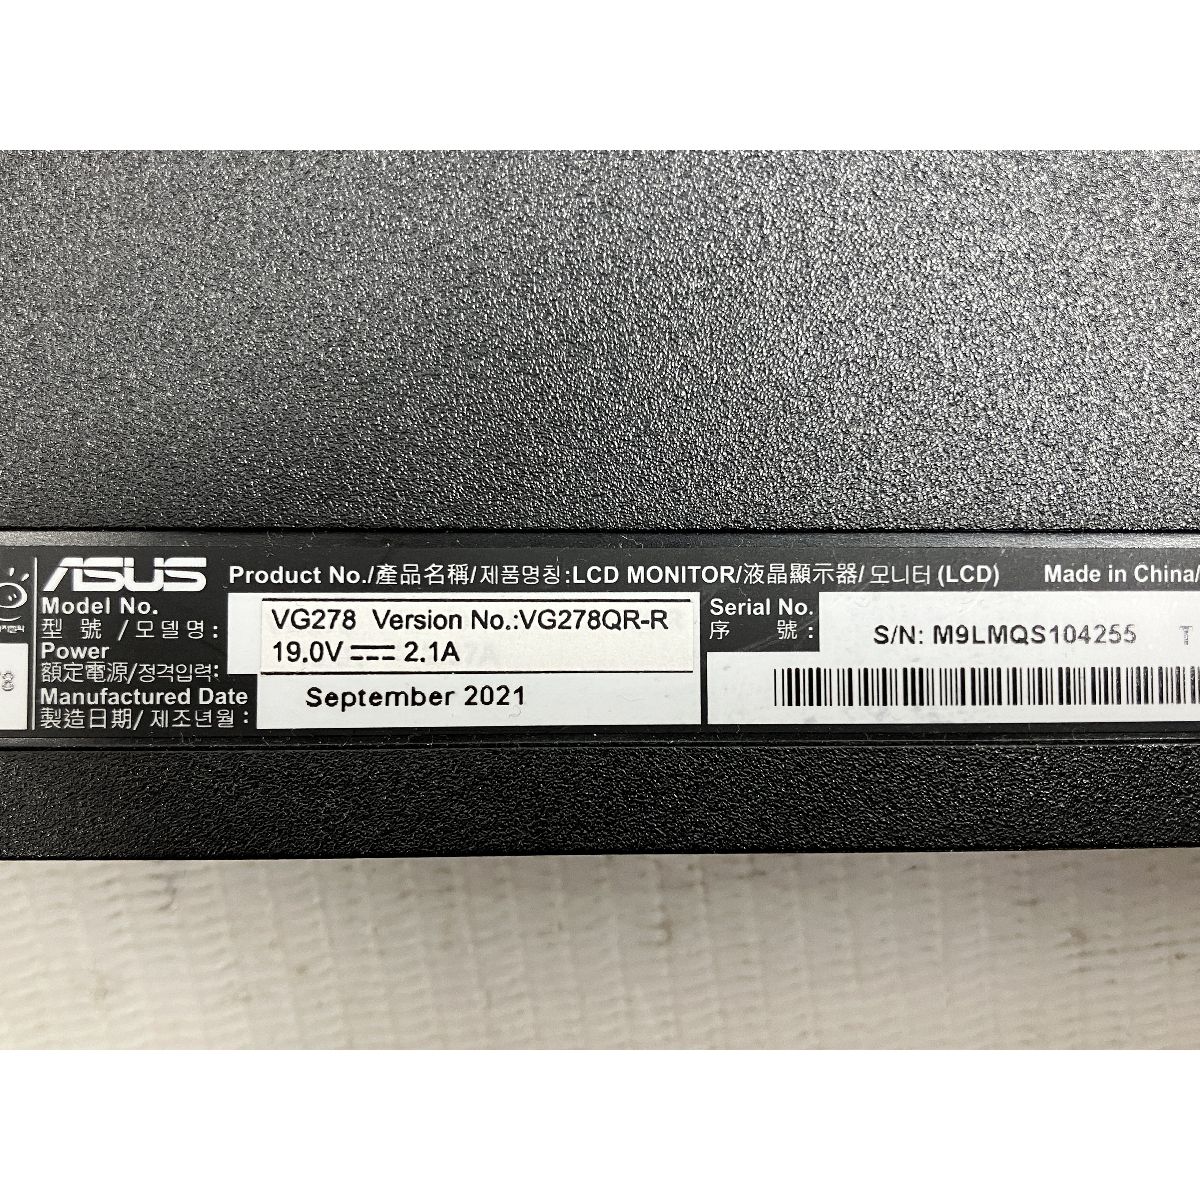 ASUS Product No./產品名稱/제품명칭:LCD MONITOR/液晶顯示器/모니터 (LCD) Made in China/
Model No.
型 號 /모델명: VG278 Version No.:VG278QR-R
Power
額定電源/정격입력: 19.0V ⎓ 2.1A
Manufactured Date
製造日期/ 제조년월: September 2021
Serial No.
序 號:
S/N: M9LMQS104255 T